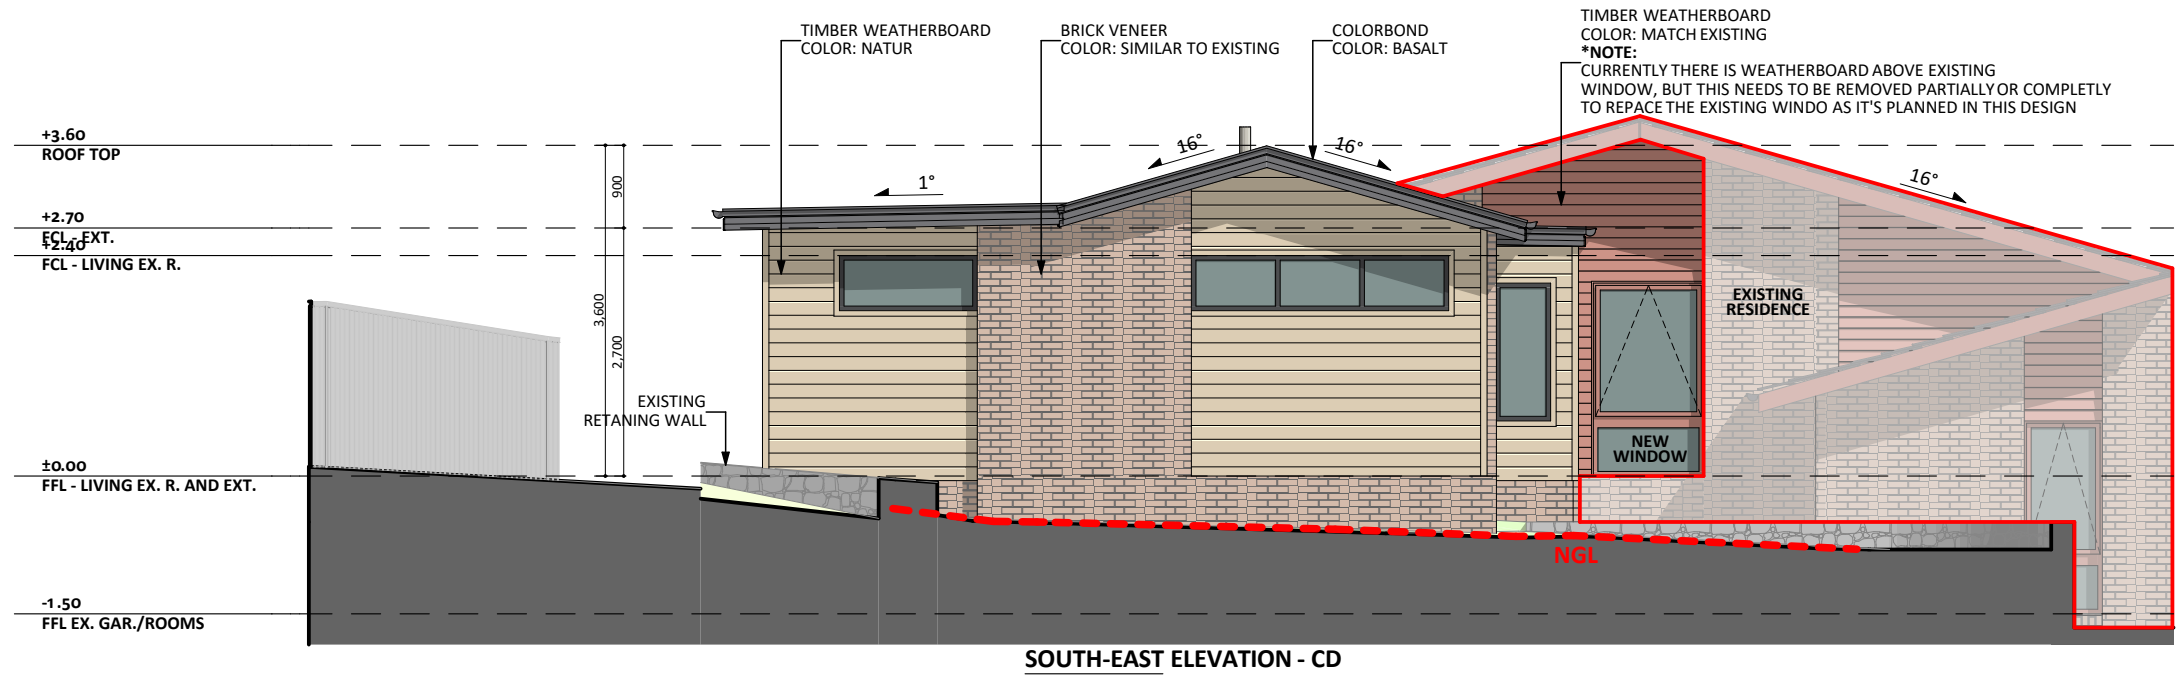 TIMBER WEATHERBOARD
COLOR: NATUR
BRICK VENEER
COLOR: SIMILAR TO EXISTING
COLORBOND
COLOR: BASALT
TIMBER WEATHERBOARD
COLOR: MATCH EXISTING
*NOTE:
CURRENTLY THERE IS WEATHERBOARD ABOVE EXISTING
WINDOW, BUT THIS NEEDS TO BE REMOVED PARTIALLY OR COMPLETLY
TO REPACE THE EXISTING WINDO AS IT'S PLANNED IN THIS DESIGN
+3.60
ROOF TOP
16°
16°
16°
1°
900
+2.70
FCL - EXT.
+2.40
FCL - LIVING EX. R.
3,600
2,700
EXISTING
RESIDENCE
EXISTING
RETANING WALL
NEW
WINDOW
±0.00
FFL - LIVING EX. R. AND EXT.
NGL
-1.50
FFL EX. GAR./ROOMS
SOUTH-EAST ELEVATION - CD